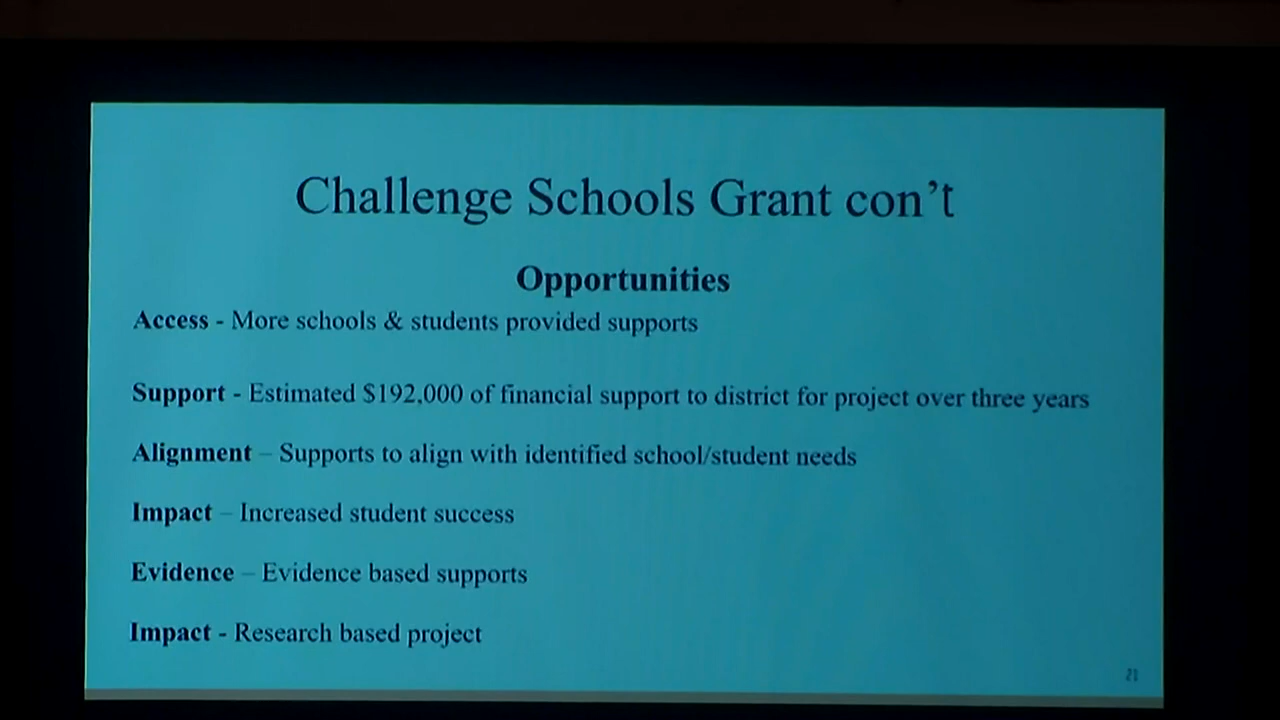 Challenge Schools Grant con’t
Opportunities
Access - More schools & students provided supports
Support - Estimated $192,000 of financial support to district for project over three years
Alignment – Supports to align with identified school/student needs
Impact – Increased student success
Evidence – Evidence based supports
Impact - Research based project
21